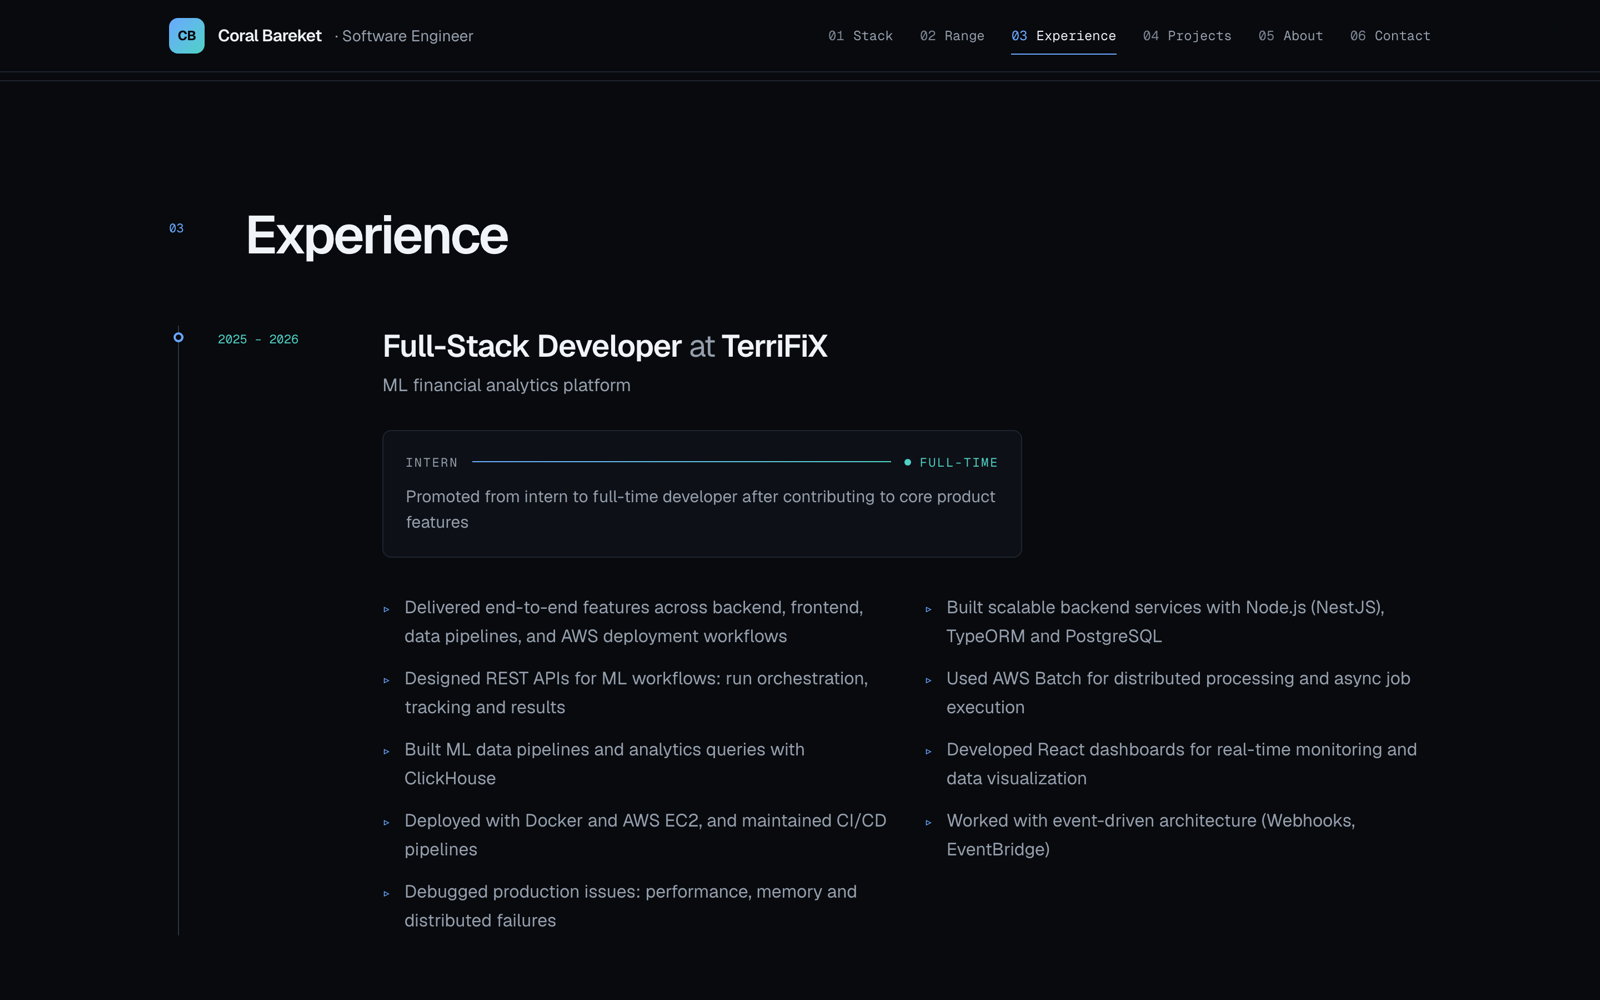 CB Coral Bareket · Software Engineer
01 Stack 02 Range 03 Experience 04 Projects 05 About 06 Contact
03 Experience
2025 – 2026
Full-Stack Developer at TerriFiX
ML financial analytics platform
INTERN FULL-TIME
Promoted from intern to full-time developer after contributing to core product
features
▹ Delivered end-to-end features across backend, frontend,
data pipelines, and AWS deployment workflows
▹ Built scalable backend services with Node.js (NestJS),
TypeORM and PostgreSQL
▹ Designed REST APIs for ML workflows: run orchestration,
tracking and results
▹ Used AWS Batch for distributed processing and async job
execution
▹ Built ML data pipelines and analytics queries with
ClickHouse
▹ Developed React dashboards for real-time monitoring and
data visualization
▹ Deployed with Docker and AWS EC2, and maintained CI/CD
pipelines
▹ Worked with event-driven architecture (Webhooks,
EventBridge)
▹ Debugged production issues: performance, memory and
distributed failures